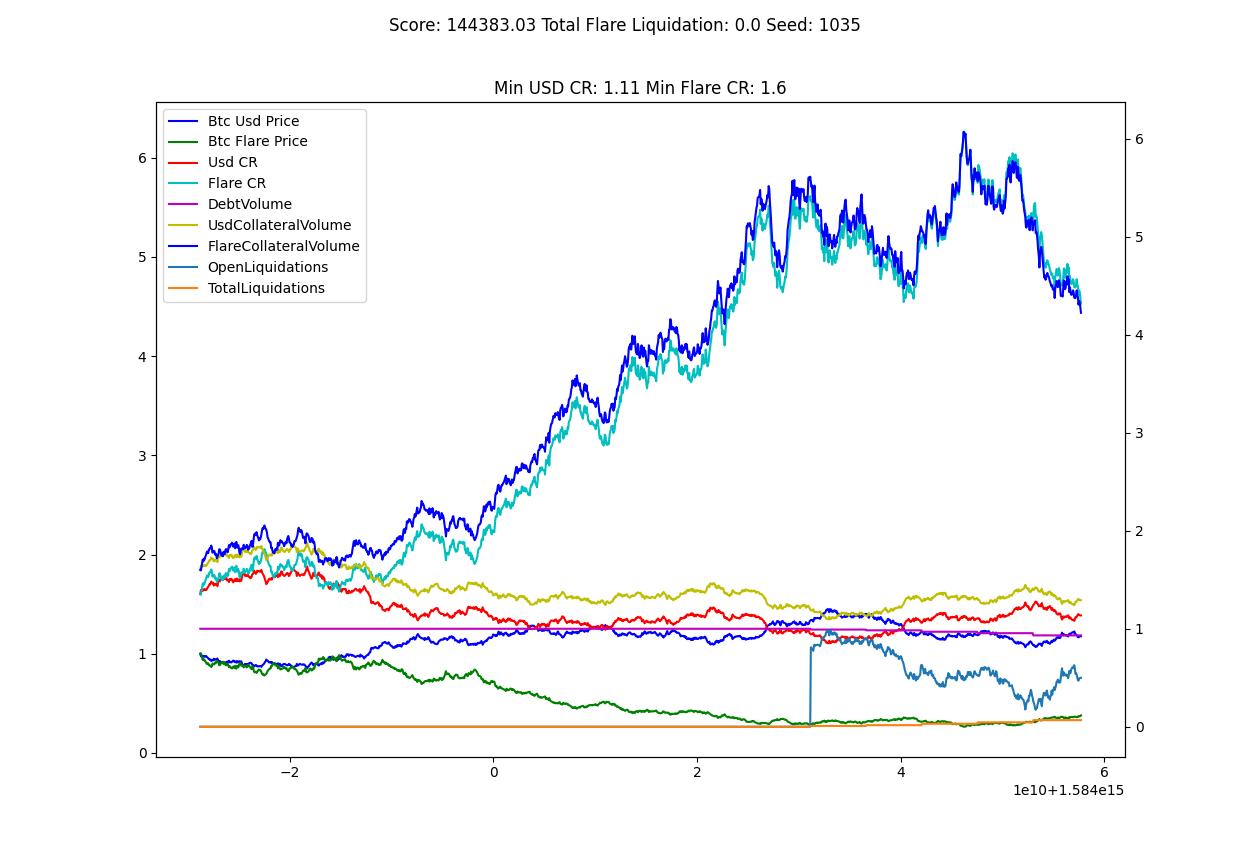 Score: 144383.03 Total Flare Liquidation: 0.0 Seed: 1035
Min USD CR: 1.11 Min Flare CR: 1.6
Btc Usd Price
Btc Flare Price
Usd CR
Flare CR
DebtVolume
UsdCollateralVolume
FlareCollateralVolume
OpenLiquidations
TotalLiquidations
6
5
4
3
2
1
0
6
5
4
3
2
1
0
−2
0
2
4
6
1e10+1.584e15